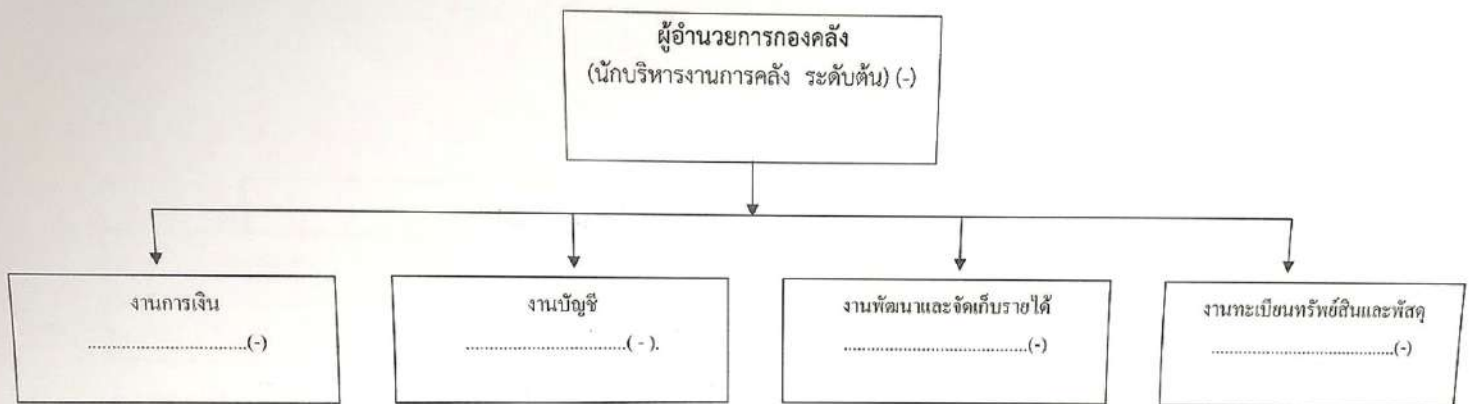 ผู้อำนวยการกองคลัง
(นักบริหารงานการคลัง ระดับต้น) (-)
งานการเงิน
................................(-)
งานบัญชี
................................( - ).
งานพัฒนาและจัดเก็บรายได้
.....................................(-)
งานทะเบียนทรัพย์สินและพัสดุ
.....................................(-)